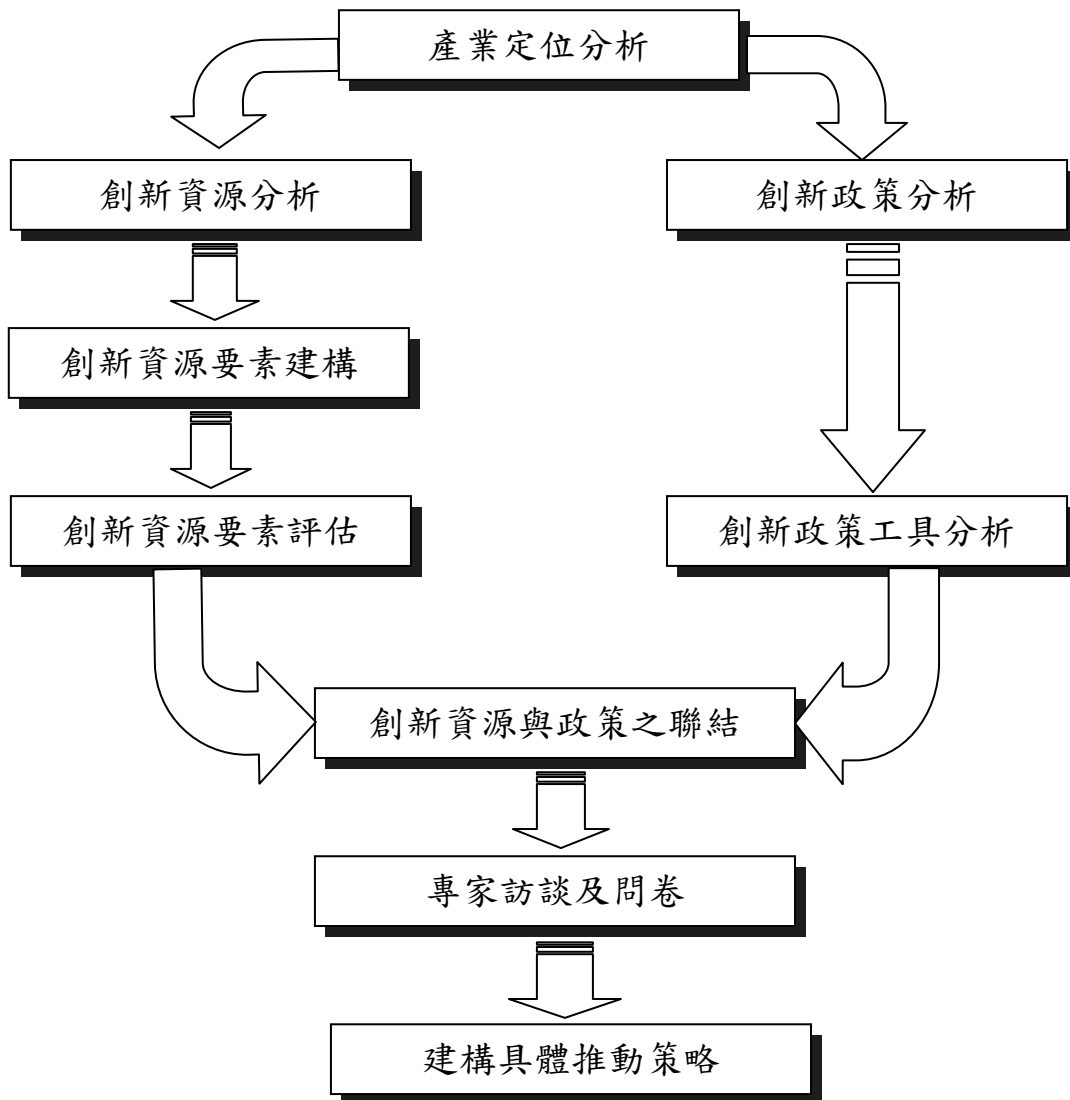 產業定位分析
創新資源分析
創新政策分析
創新資源要素建構
創新資源要素評估
創新政策工具分析
創新資源與政策之聯結
專家訪談及問卷
建構具體推動策略